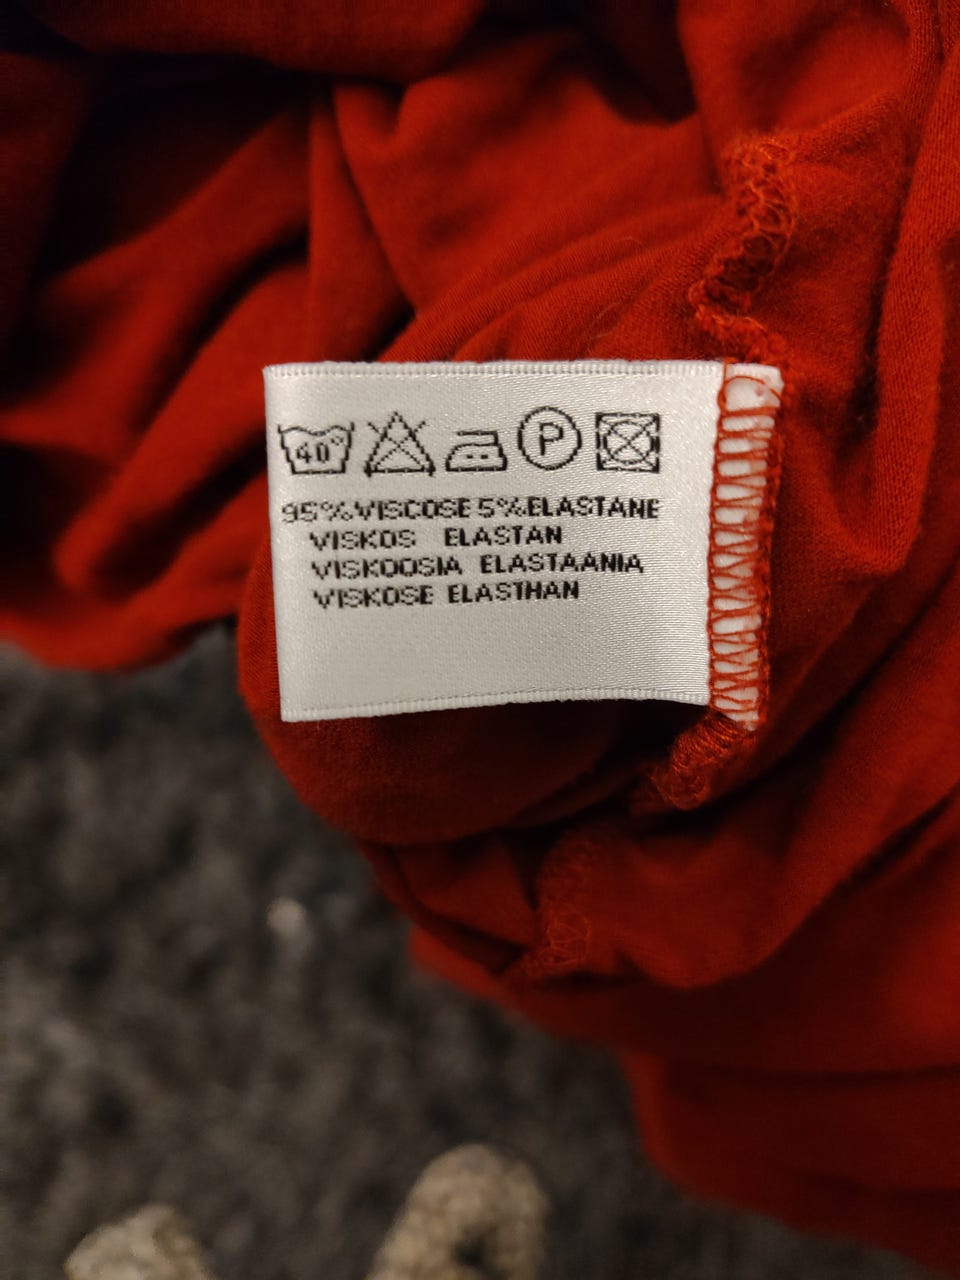 40° P
95% VISCOSE 5% ELASTANE
VISKOS ELASTAN
VISKOOSIA ELASTAANIA
VISKOSE ELASTHAN